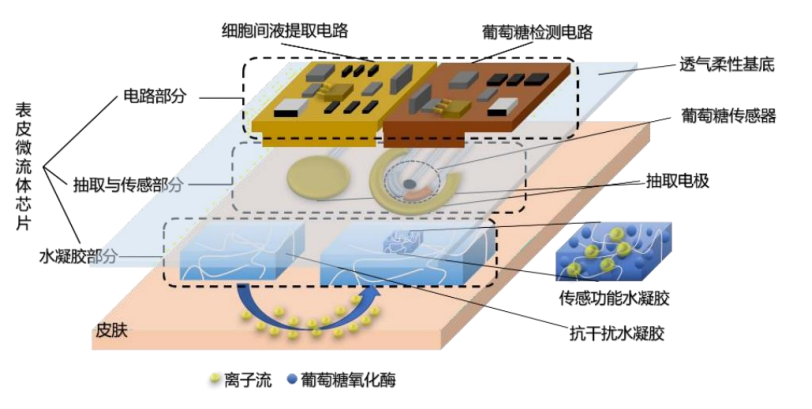 细胞间液提取电路
葡萄糖检测电路
透气柔性基底
电路部分
葡萄糖传感器
表皮微流体芯片
抽取与传感部分
抽取电极
水凝胶部分
传感功能水凝胶
抗干扰水凝胶
皮肤
离子流 葡萄糖氧化酶